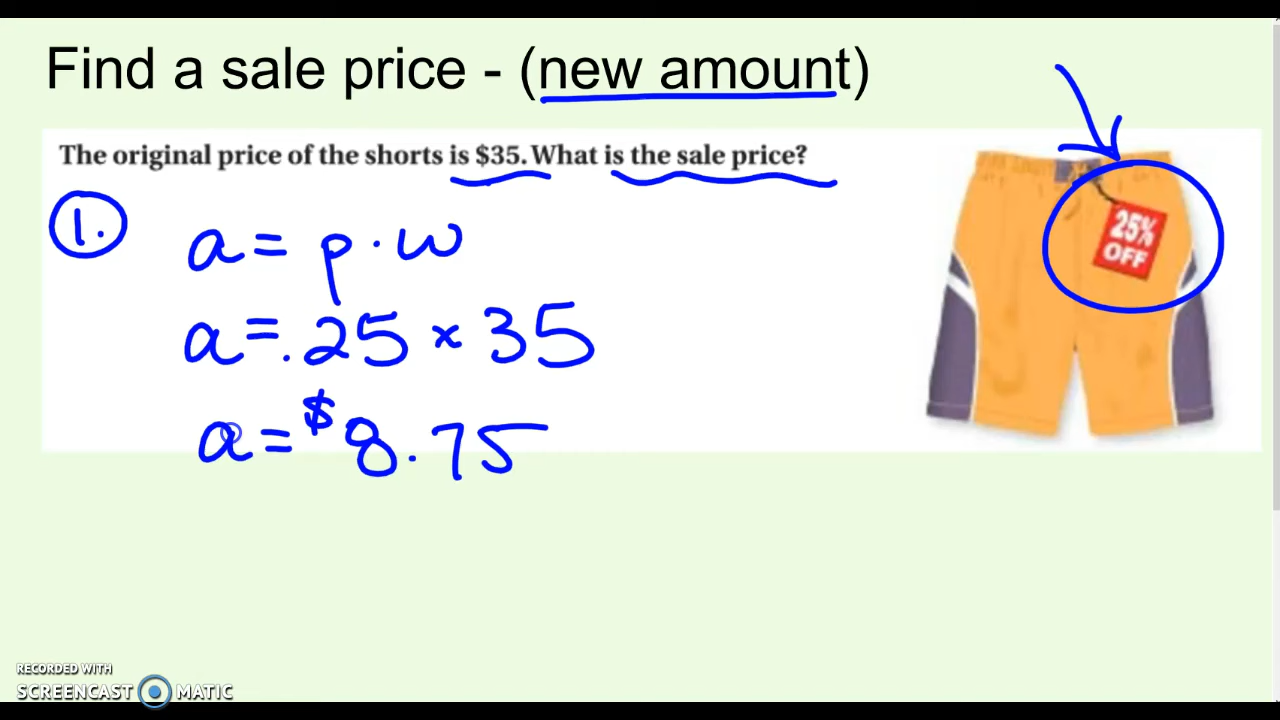 Find a sale price - (new amount)
The original price of the shorts is $35. What is the sale price?
1.
a = p · w
a = .25 × 35
a = $8.75
25%
OFF
RECORDED WITH
SCREENCAST MATIC